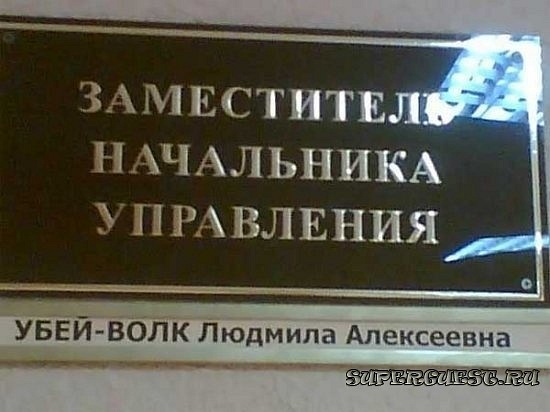 ЗАМЕСТИТЕЛЬ
НАЧАЛЬНИКА
УПРАВЛЕНИЯ
УБЕЙ-ВОЛК Людмила Алексеевна
SUPERGUEST.RU